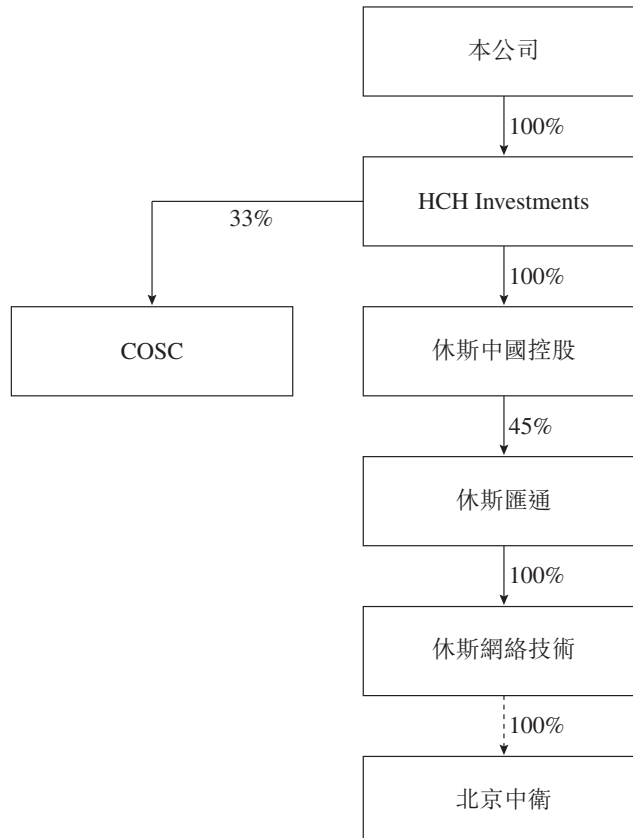 本公司
100%
HCH Investments
33%
100%
COSC
休斯中國控股
45%
休斯匯通
100%
休斯網絡技術
100%
北京中衛